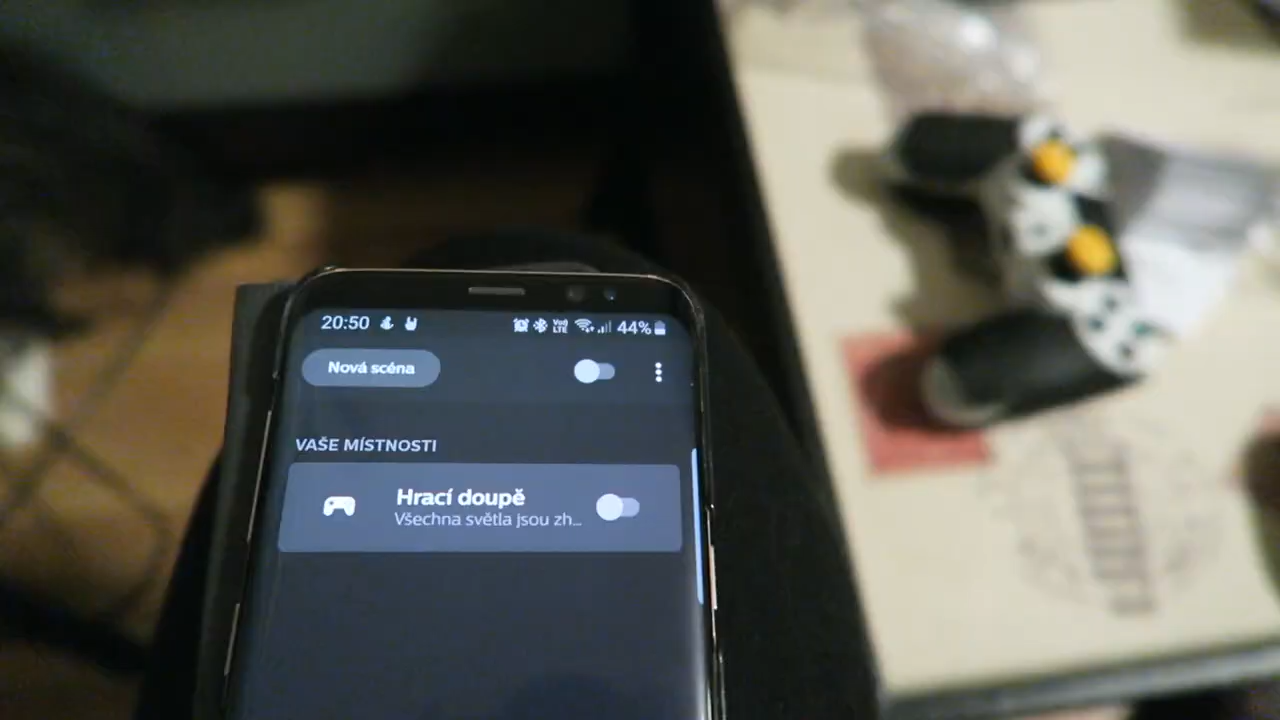 20:50 44%
Nová scéna
VAŠE MÍSTNOSTI
Hrací doupě
Všechna světla jsou zh...